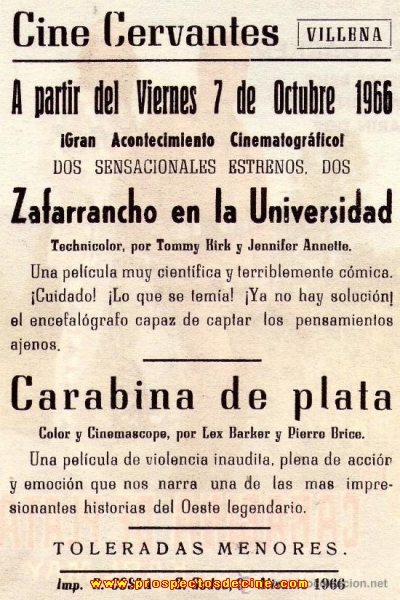 Cine Cervantes VILLENA
A partir del Viernes 7 de Octubre 1966
¡Gran Acontecimiento Cinematográfico!
DOS SENSACIONALES ESTRENOS, DOS
Zafarrancho en la Universidad
Technicolor, por Tommy Kirk y Jennifer Annette.
Una película muy científica y terriblemente cómica.
¡Cuidado! ¡Lo que se temía! ¡Ya no hay solución¡
el encefalógrafo capaz de captar los pensamientos
ajenos.
Carabina de plata
Color y Cinemascope, por Lex Barker y Pierre Brice.
Una película de violencia inaudita, plena de acción
y emoción que nos narra una de las mas impre-
sionantes historias del Oeste legendario.
TOLERADAS MENORES.
Imp. 1966
www.prospectosdecine.com